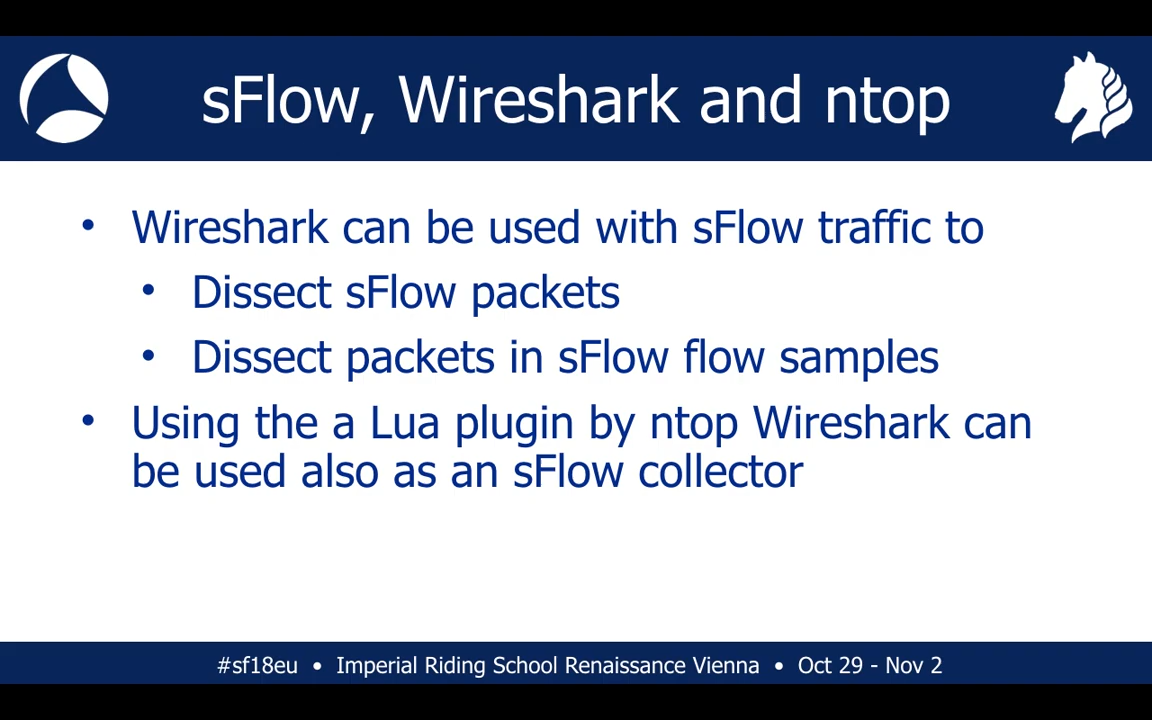 sFlow, Wireshark and ntop
• Wireshark can be used with sFlow traffic to
• Dissect sFlow packets
• Dissect packets in sFlow flow samples
• Using the a Lua plugin by ntop Wireshark can
be used also as an sFlow collector
#sf18eu • Imperial Riding School Renaissance Vienna • Oct 29 - Nov 2